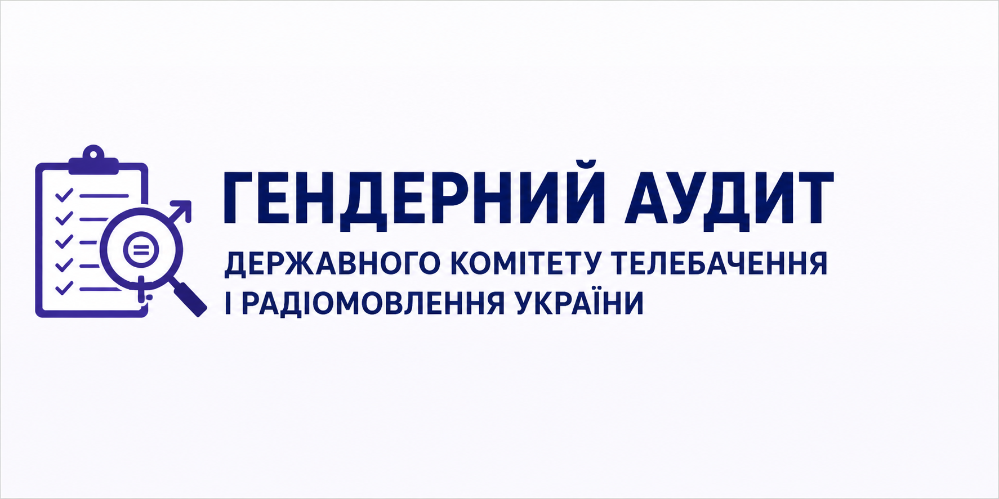 ГЕНДЕРНИЙ АУДИТ
ДЕРЖАВНОГО КОМІТЕТУ ТЕЛЕБАЧЕННЯ
І РАДІОМОВЛЕННЯ УКРАЇНИ